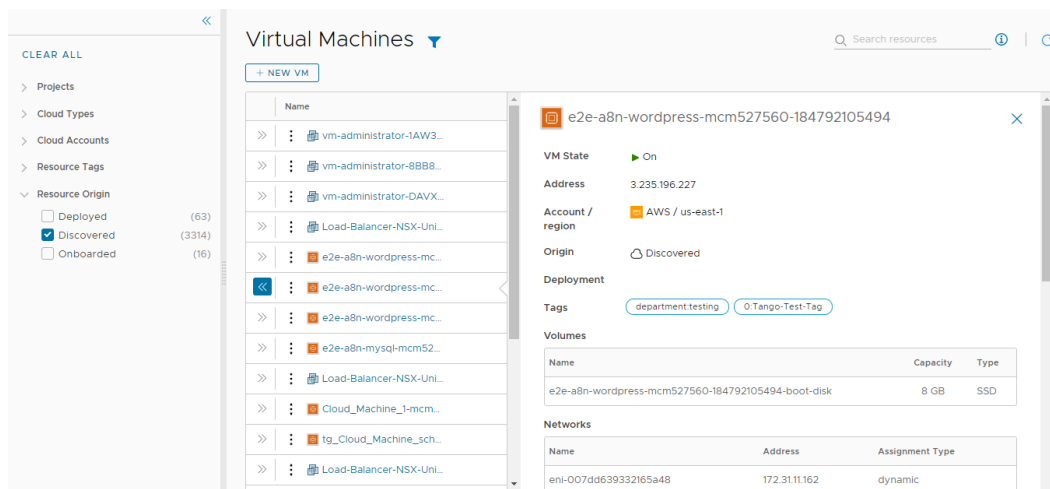 CLEAR ALL
Projects
Cloud Types
Cloud Accounts
Resource Tags
Resource Origin
Deployed (63)
Discovered (3314)
Onboarded (16)
Virtual Machines
Search resources
+ NEW VM
Name
vm-administrator-1AW3...
vm-administrator-8BB8...
vm-administrator-DAVX...
Load-Balancer-NSX-Uni...
e2e-a8n-wordpress-mc...
e2e-a8n-wordpress-mc...
e2e-a8n-wordpress-mc...
e2e-a8n-mysql-mcm52...
Load-Balancer-NSX-Uni...
Cloud_Machine_1-mcm...
tg_Cloud_Machine_sch...
Load-Balancer-NSX-Uni...
e2e-a8n-wordpress-mcm527560-184792105494
VM State On
Address 3.235.196.227
Account / region AWS / us-east-1
Origin Discovered
Deployment
Tags department:testing 0:Tango-Test-Tag
Volumes
Name Capacity Type
e2e-a8n-wordpress-mcm527560-184792105494-boot-disk 8 GB SSD
Networks
Name Address Assignment Type
eni-007dd639332165a48 172.31.11.162 dynamic